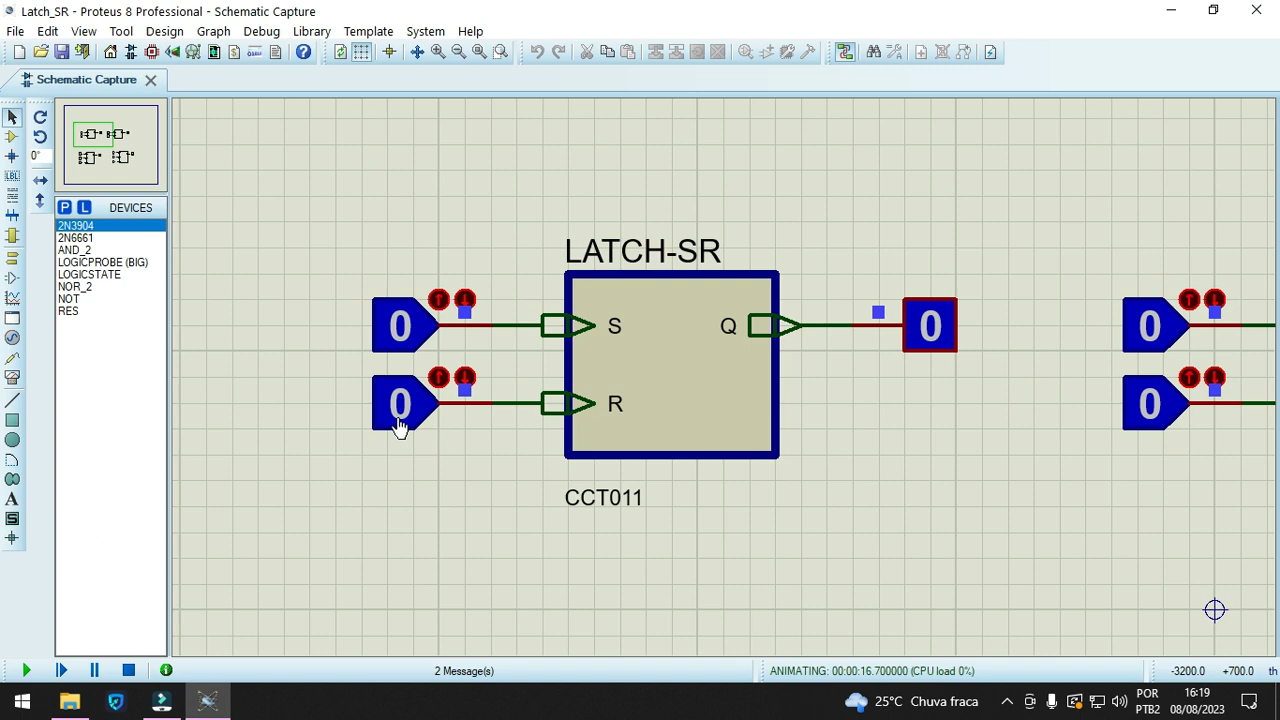 Latch_SR - Proteus 8 Professional - Schematic Capture
File Edit View Tool Design Graph Debug Library Template System Help
Schematic Capture
0°
P L DEVICES
2N3904
2N6661
AND_2
LOGICPROBE (BIG)
LOGICSTATE
NOR_2
NOT
RES
LBL
A
S
LATCH-SR
0 S Q 0 0
0 R 0
CCT011
2 Message(s) ANIMATING: 00:00:16.700000 (CPU load 0%) -3200.0 +700.0 th
25°C Chuva fraca POR 16:19
PTB2 08/08/2023